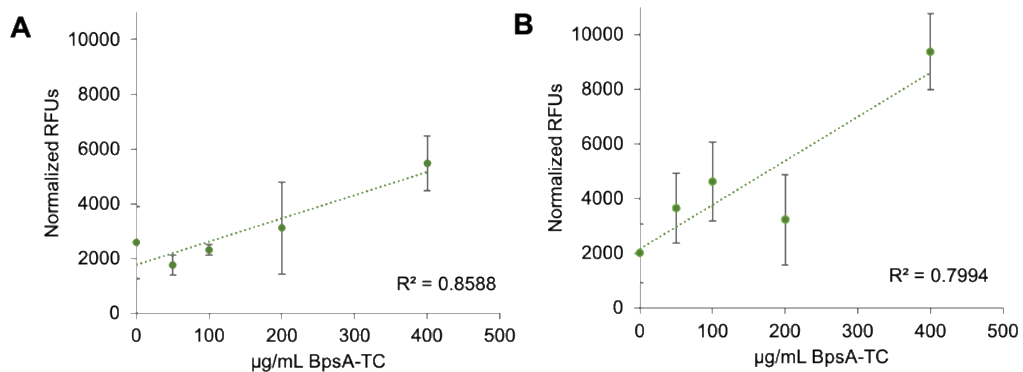 A
10000
8000
6000
4000
2000
0
Normalized RFUs
R² = 0.8588
0 100 200 300 400 500
µg/mL BpsA-TC
B
10000
8000
6000
4000
2000
0
Normalized RFUs
R² = 0.7994
0 100 200 300 400 500
µg/mL BpsA-TC